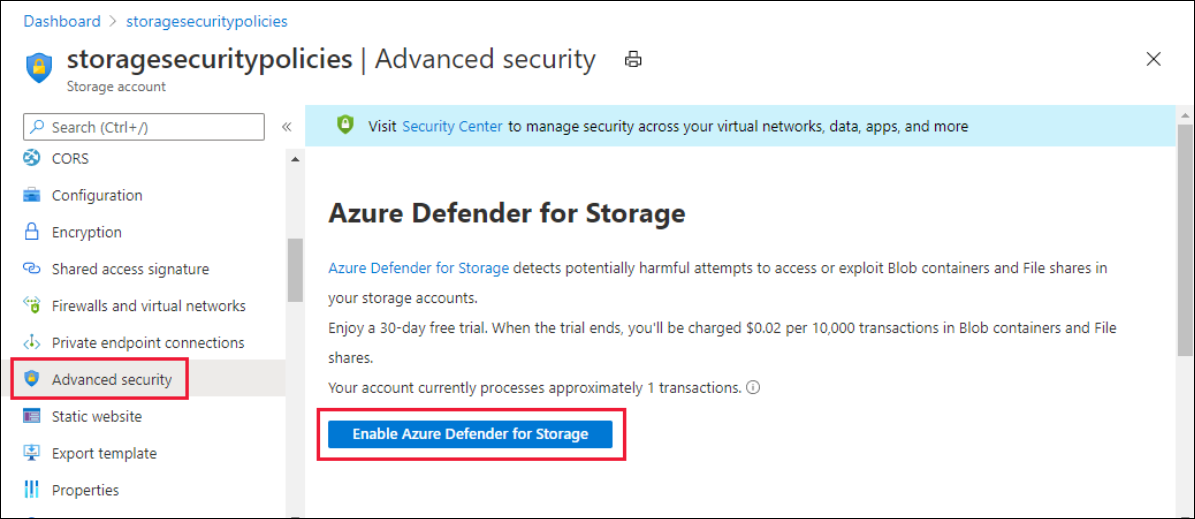 Dashboard > storagesecuritypolicies
storagesecuritypolicies | Advanced security
Storage account
Search (Ctrl+/)
«
CORS
Configuration
Encryption
Shared access signature
Firewalls and virtual networks
Private endpoint connections
Advanced security
Static website
Export template
Properties
Visit Security Center to manage security across your virtual networks, data, apps, and more
Azure Defender for Storage
Azure Defender for Storage detects potentially harmful attempts to access or exploit Blob containers and File shares in
your storage accounts.
Enjoy a 30-day free trial. When the trial ends, you'll be charged $0.02 per 10,000 transactions in Blob containers and File
shares.
Your account currently processes approximately 1 transactions.
Enable Azure Defender for Storage